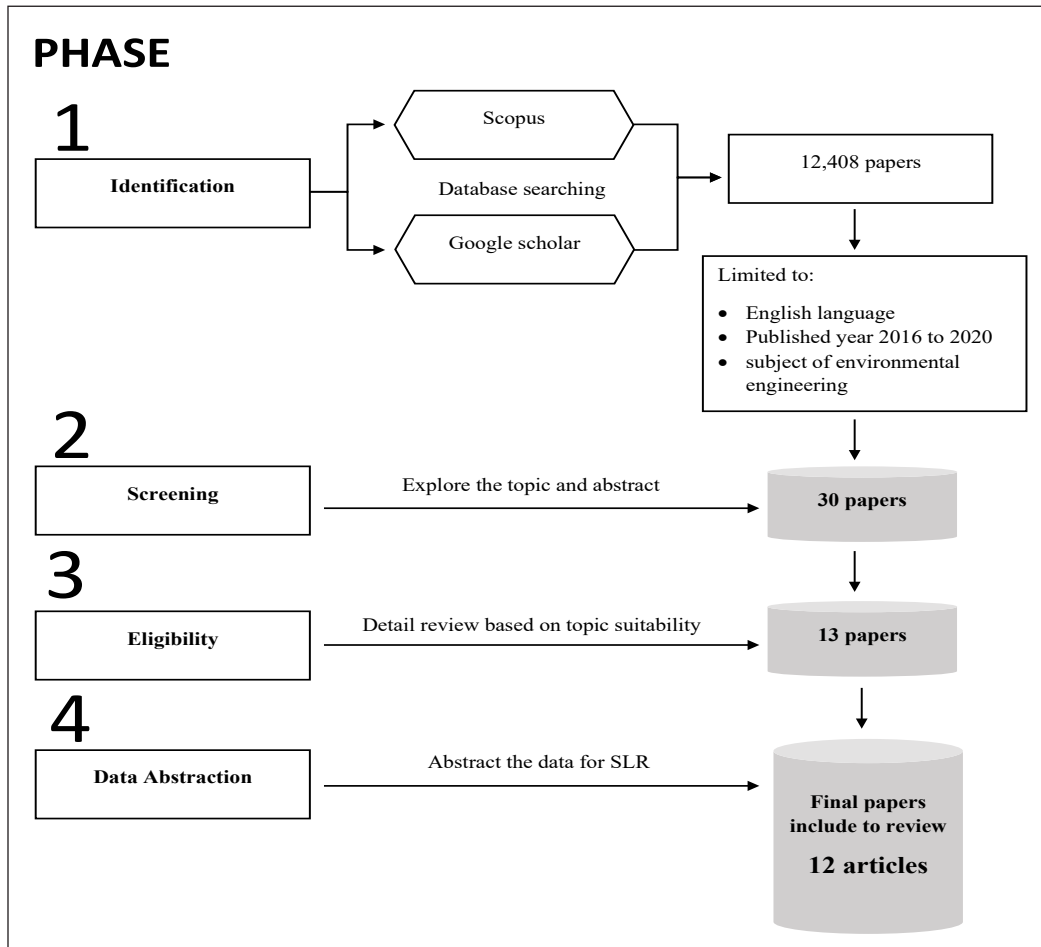 PHASE
1
Identification
Scopus
Database searching
Google scholar
12,408 papers
Limited to:
• English language
• Published year 2016 to 2020
• subject of environmental
engineering
2
Screening
Explore the topic and abstract
30 papers
3
Eligibility
Detail review based on topic suitability
13 papers
4
Data Abstraction
Abstract the data for SLR
Final papers
include to review
12 articles